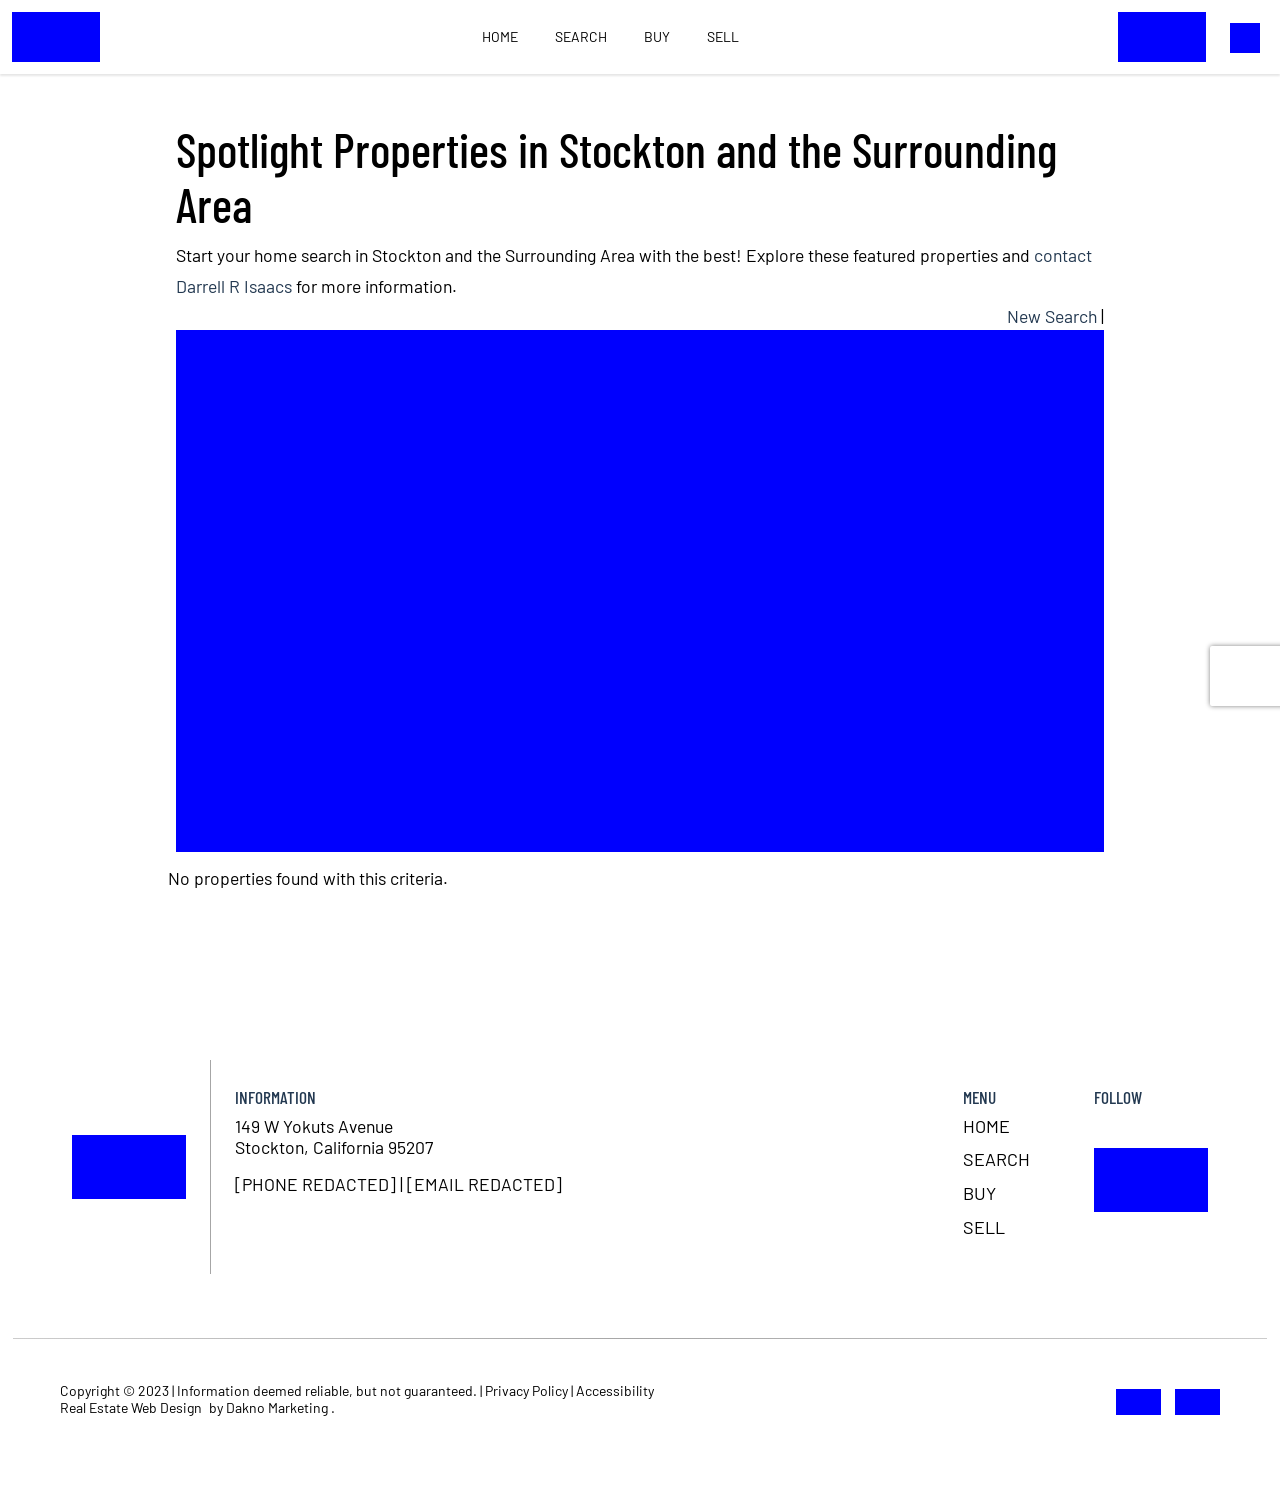 HOME SEARCH BUY SELL
Spotlight Properties in Stockton and the Surrounding
Area
Start your home search in Stockton and the Surrounding Area with the best! Explore these featured properties and contact
Darrell R Isaacs for more information.
New Search |
No properties found with this criteria.
INFORMATION
149 W Yokuts Avenue
Stockton, California 95207
[PHONE REDACTED] | [EMAIL REDACTED]
MENU
HOME
SEARCH
BUY
SELL
FOLLOW
Copyright © 2023 | Information deemed reliable, but not guaranteed. | Privacy Policy | Accessibility
Real Estate Web Design by Dakno Marketing .